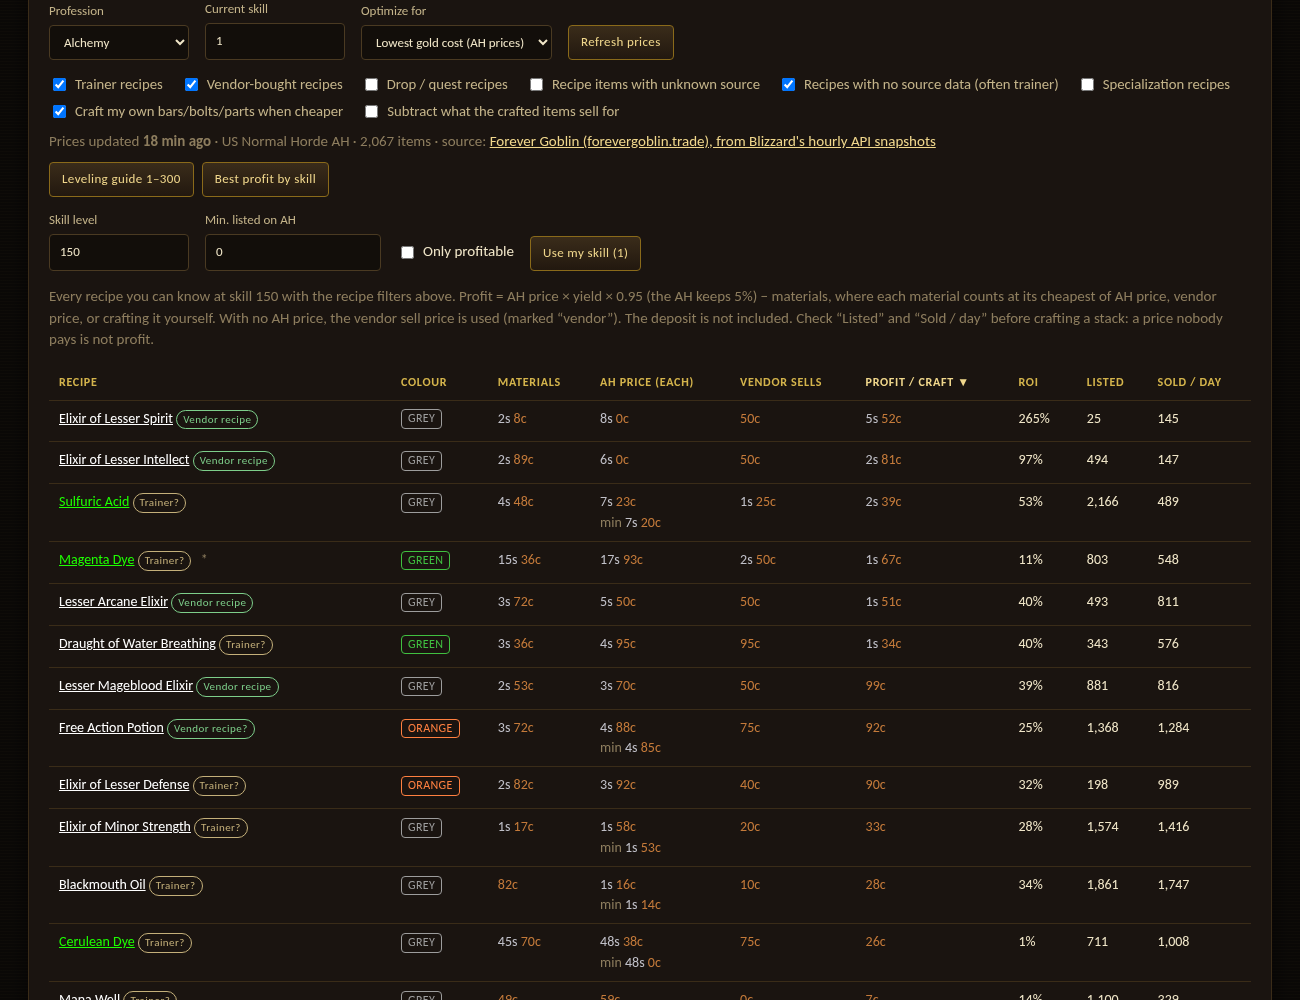 Profession
Current skill
Optimize for
Alchemy
1
Lowest gold cost (AH prices)
Refresh prices
Trainer recipes
Vendor-bought recipes
Drop / quest recipes
Recipe items with unknown source
Recipes with no source data (often trainer)
Specialization recipes
Craft my own bars/bolts/parts when cheaper
Subtract what the crafted items sell for
Prices updated 18 min ago · US Normal Horde AH · 2,067 items · source: Forever Goblin (forevergoblin.trade), from Blizzard's hourly API snapshots
Leveling guide 1–300
Best profit by skill
Skill level
Min. listed on AH
150
0
Only profitable
Use my skill (1)
Every recipe you can know at skill 150 with the recipe filters above. Profit = AH price × yield × 0.95 (the AH keeps 5%) – materials, where each material counts at its cheapest of AH price, vendor
price, or crafting it yourself. With no AH price, the vendor sell price is used (marked “vendor”). The deposit is not included. Check “Listed” and “Sold / day” before crafting a stack: a price nobody
pays is not profit.
RECIPE COLOUR MATERIALS AH PRICE (EACH) VENDOR SELLS PROFIT / CRAFT ▼ ROI LISTED SOLD / DAY
Elixir of Lesser Spirit Vendor recipe GREY 2s 8c 8s 0c 50c 5s 52c 265% 25 145
Elixir of Lesser Intellect Vendor recipe GREY 2s 89c 6s 0c 50c 2s 81c 97% 494 147
Sulfuric Acid Trainer? GREY 4s 48c 7s 23c 1s 25c 2s 39c 53% 2,166 489
min 7s 20c
Magenta Dye Trainer? * GREEN 15s 36c 17s 93c 2s 50c 1s 67c 11% 803 548
Lesser Arcane Elixir Vendor recipe GREY 3s 72c 5s 50c 50c 1s 51c 40% 493 811
Draught of Water Breathing Trainer? GREEN 3s 36c 4s 95c 95c 1s 34c 40% 343 576
Lesser Mageblood Elixir Vendor recipe GREY 2s 53c 3s 70c 50c 99c 39% 881 816
Free Action Potion Vendor recipe? ORANGE 3s 72c 4s 88c 75c 92c 25% 1,368 1,284
min 4s 85c
Elixir of Lesser Defense Trainer? ORANGE 2s 82c 3s 92c 40c 90c 32% 198 989
Elixir of Minor Strength Trainer? GREY 1s 17c 1s 58c 20c 33c 28% 1,574 1,416
min 1s 53c
Blackmouth Oil Trainer? GREY 82c 1s 16c 10c 28c 34% 1,861 1,747
min 1s 14c
Cerulean Dye Trainer? GREY 45s 70c 48s 38c 75c 26c 1% 711 1,008
min 48s 0c
Mana Well Trainer? GREY